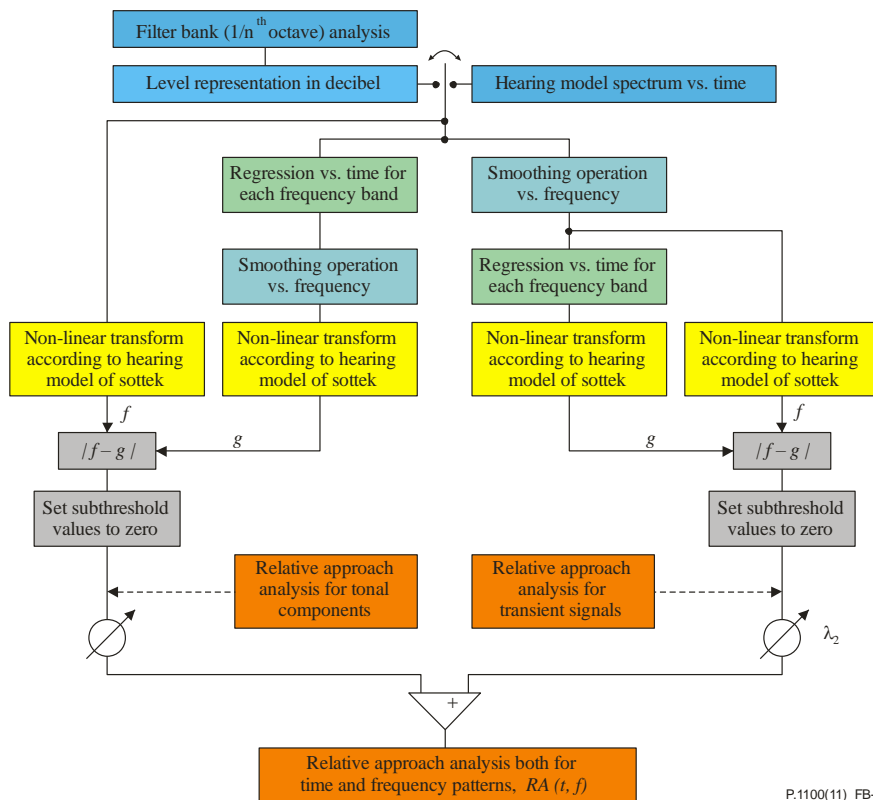 Filter bank (1/n th octave) analysis
Level representation in decibel
Hearing model spectrum vs. time
Regression vs. time for
each frequency band
Smoothing operation
vs. frequency
Smoothing operation
vs. frequency
Regression vs. time for
each frequency band
Non-linear transform
according to hearing
model of sottek
Non-linear transform
according to hearing
model of sottek
Non-linear transform
according to hearing
model of sottek
Non-linear transform
according to hearing
model of sottek
f
g
g
f
| f – g |
| f – g |
Set subthreshold
values to zero
Set subthreshold
values to zero
Relative approach
analysis for tonal
components
Relative approach
analysis for
transient signals
λ2
+
Relative approach analysis both for
time and frequency patterns, RA (t, f)
P.1100(11)_FB-